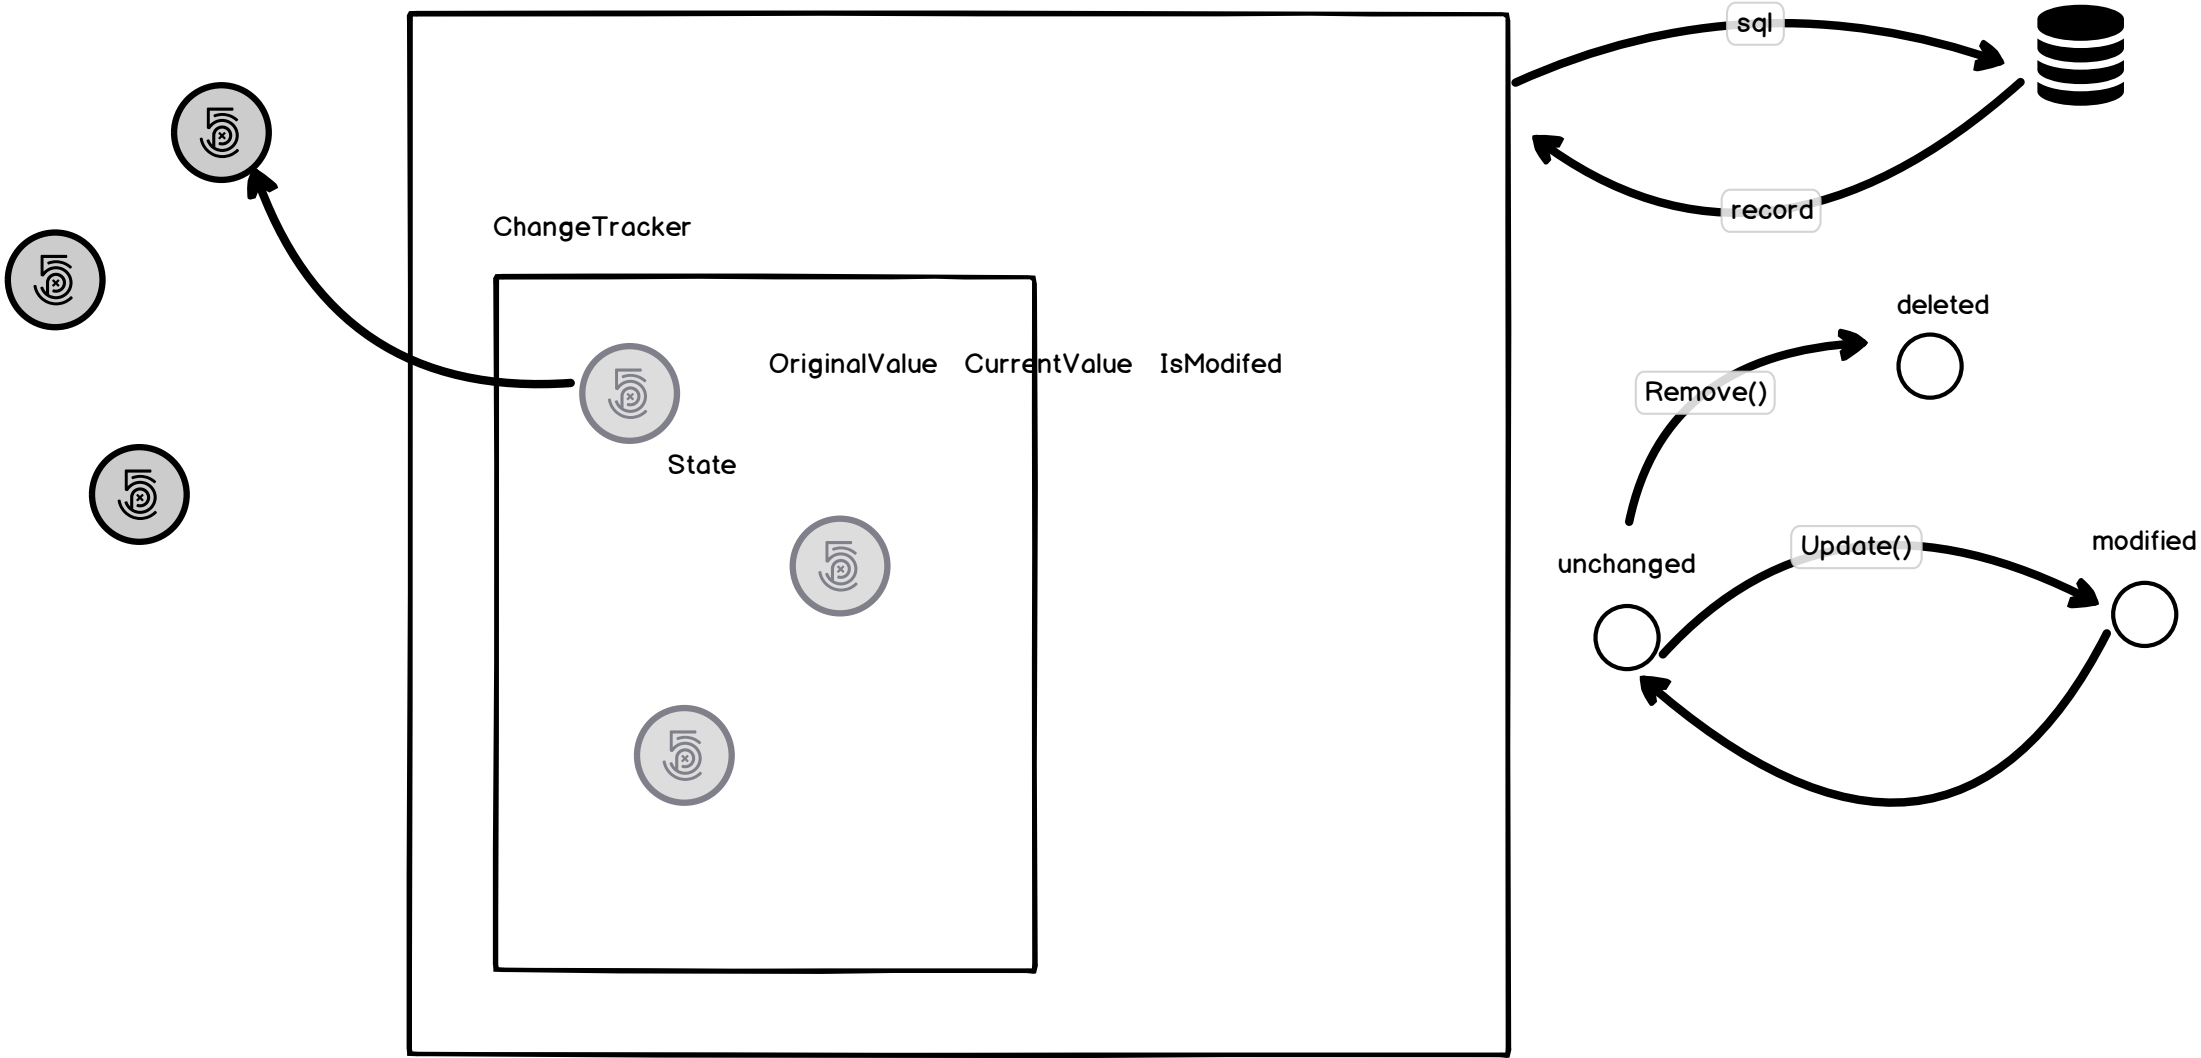 sql
record
ChangeTracker
deleted
OriginalValue CurrentValue IsModifed
Remove()
State
Update()
modified
unchanged